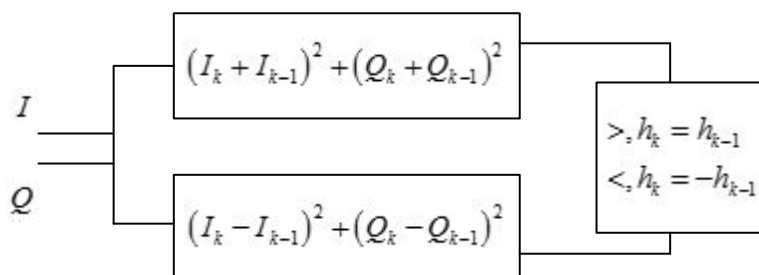 (I_k + I_{k-1})^2 + (Q_k + Q_{k-1})^2
I
Q
>, h_k = h_{k-1}
<, h_k = -h_{k-1}
(I_k - I_{k-1})^2 + (Q_k - Q_{k-1})^2